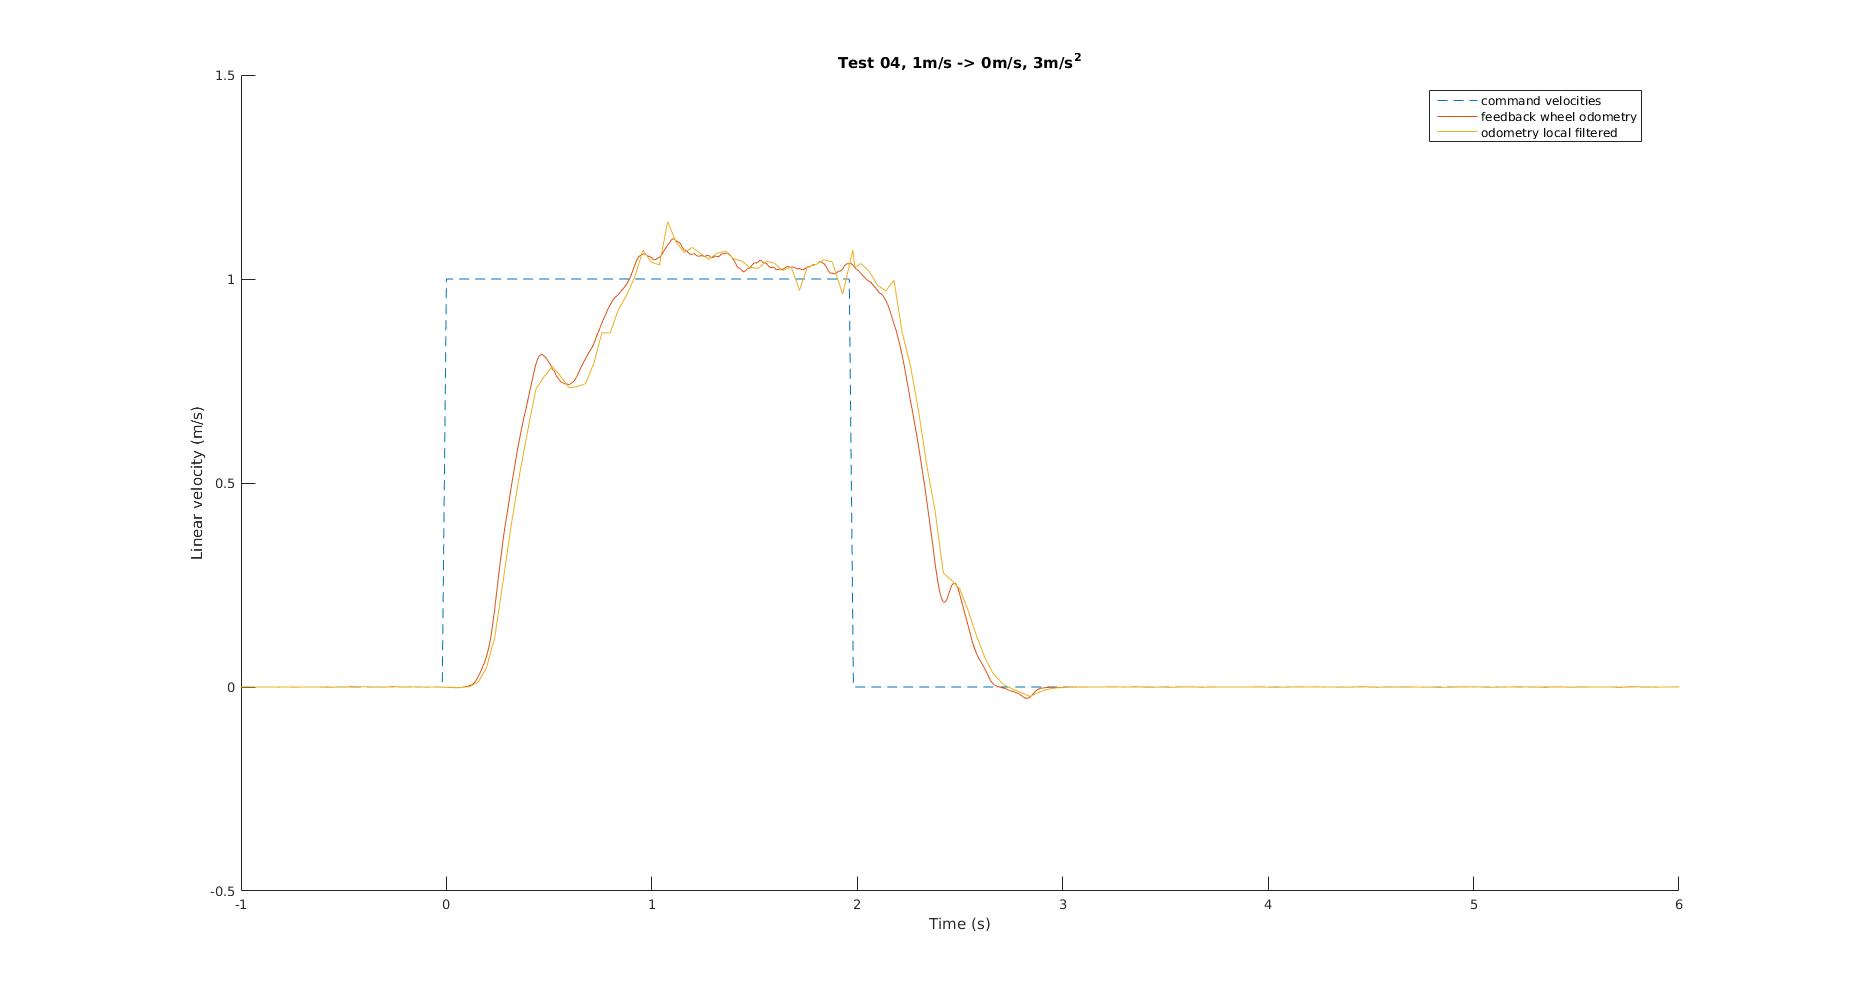 Test 04, 1m/s -> 0m/s, 3m/s²
1.5
command velocities
feedback wheel odometry
odometry local filtered
1
Linear velocity (m/s)
0.5
0
-0.5
-1 0 1 2 3 4 5 6
Time (s)